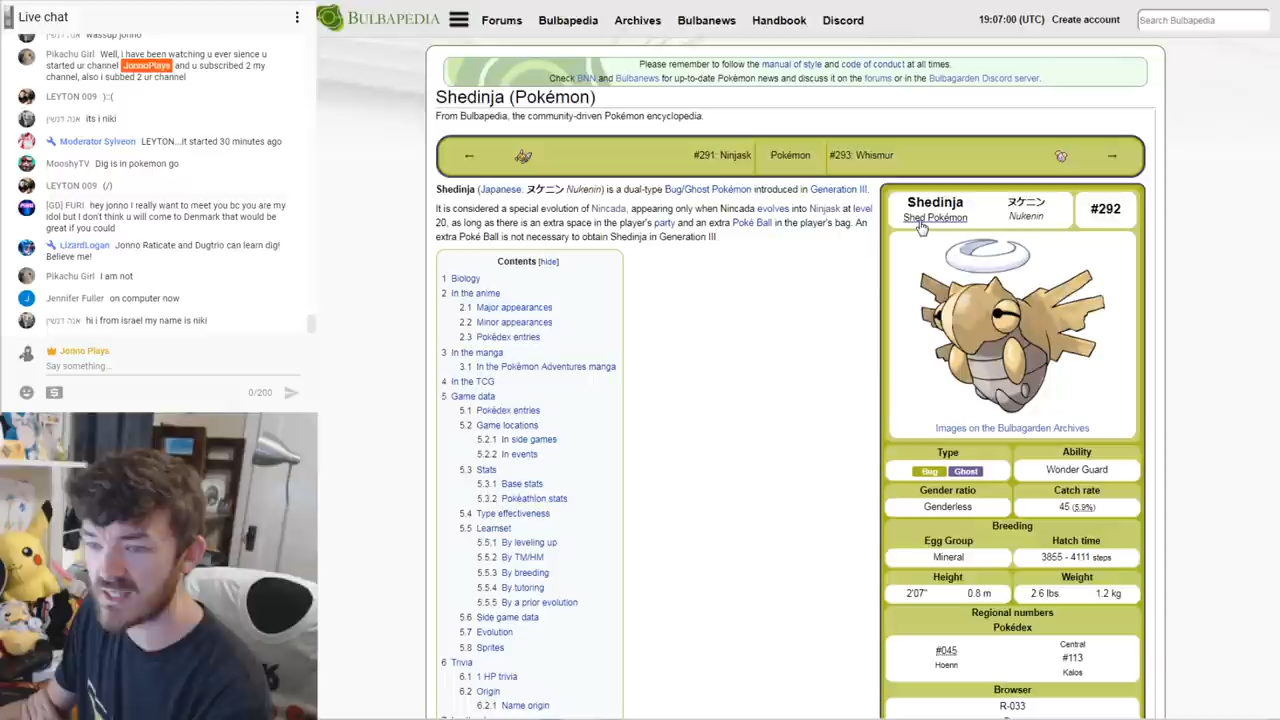 Live chat
אנה דנשין wassup jonno
Pikachu Girl Well, i have been watching u ever sience u
started ur channel JonnoPlays and u subscribed 2 my
channel, also i subbed 2 ur channel
LEYTON 009 )::(
אנה דנשין its i niki
Moderator Sylveon LEYTON...it started 30 minutes ago
MooshyTV Dig is in pokemon go
LEYTON 009 (/)
[GD] FURI hey jonno I really want to meet you bc you are my
idol but I don't think u will come to Denmark that would be
great if you could
LizardLogan Jonno Raticate and Dugtrio can learn dig!
Believe me!
Pikachu Girl I am not
Jennifer Fuller on computer now
אנה דנשין hi i from israel my name is niki
Jonno Plays
Say something...
0/200
BULBAPEDIA Forums Bulbapedia Archives Bulbanews Handbook Discord 19:07:00 (UTC) Create account Search Bulbapedia
Please remember to follow the manual of style and code of conduct at all times.
Check BNN and Bulbanews for up-to-date Pokémon news and discuss it on the forums or in the Bulbagarden Discord server.
Shedinja (Pokémon)
From Bulbapedia, the community-driven Pokémon encyclopedia.
← #291: Ninjask Pokémon #293: Whismur →
Shedinja (Japanese: ヌケニン Nukenin) is a dual-type Bug/Ghost Pokémon introduced in Generation III.
It is considered a special evolution of Nincada, appearing only when Nincada evolves into Ninjask at level
20, as long as there is an extra space in the player's party and an extra Poké Ball in the player's bag. An
extra Poké Ball is not necessary to obtain Shedinja in Generation III
Contents [hide]
1 Biology
2 In the anime
2.1 Major appearances
2.2 Minor appearances
2.3 Pokédex entries
3 In the manga
3.1 In the Pokémon Adventures manga
4 In the TCG
5 Game data
5.1 Pokédex entries
5.2 Game locations
5.2.1 In side games
5.2.2 In events
5.3 Stats
5.3.1 Base stats
5.3.2 Pokéathlon stats
5.4 Type effectiveness
5.5 Learnset
5.5.1 By leveling up
5.5.2 By TM/HM
5.5.3 By breeding
5.5.4 By tutoring
5.5.5 By a prior evolution
5.6 Side game data
5.7 Evolution
5.8 Sprites
6 Trivia
6.1 1 HP trivia
6.2 Origin
6.2.1 Name origin
Shedinja ヌケニン #292
Shed Pokémon Nukenin
Images on the Bulbagarden Archives
Type Ability
Bug Ghost Wonder Guard
Gender ratio Catch rate
Genderless 45 (5.9%)
Breeding
Egg Group Hatch time
Mineral 3855 - 4111 steps
Height Weight
2'07" 0.8 m 2.6 lbs. 1.2 kg
Regional numbers
Pokédex
#045 Central
Hoenn #113
Kalos
Browser
R-033